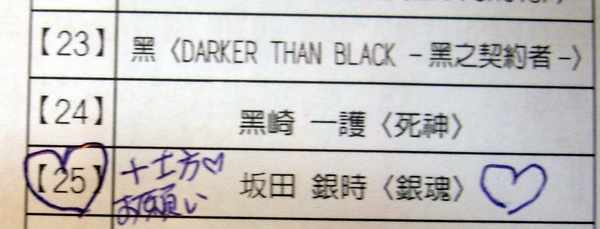 【23】 黑〈DARKER THAN BLACK -黑之契約者-〉
【24】 黑崎 一護〈死神〉
【25】 +土方♡ 坂田 銀時〈銀魂〉
お願い